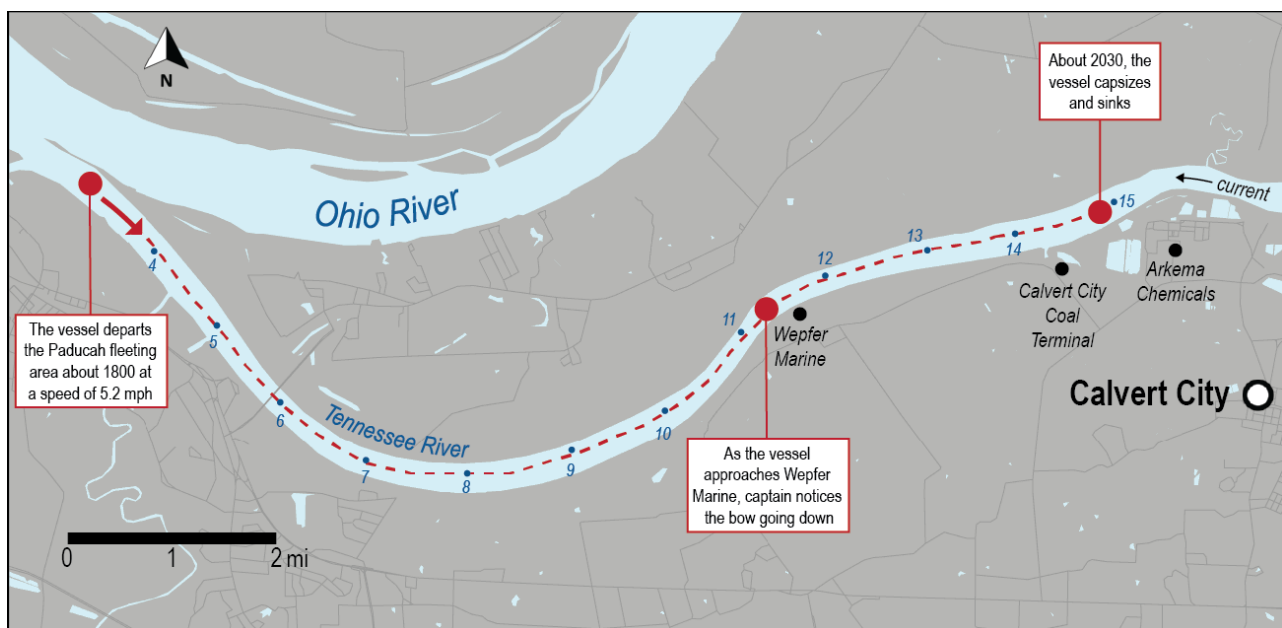 N
About 2030, the
vessel capsizes
and sinks
Ohio River
current
15
14
13
12
11
10
9
8
7
6
5
4
Arkema
Chemicals
Calvert City
Coal
Terminal
Wepfer
Marine
The vessel departs
the Paducah fleeting
area about 1800 at
a speed of 5.2 mph
Tennessee River
Calvert City
As the vessel
approaches Wepfer
Marine, captain notices
the bow going down
0 1 2 mi